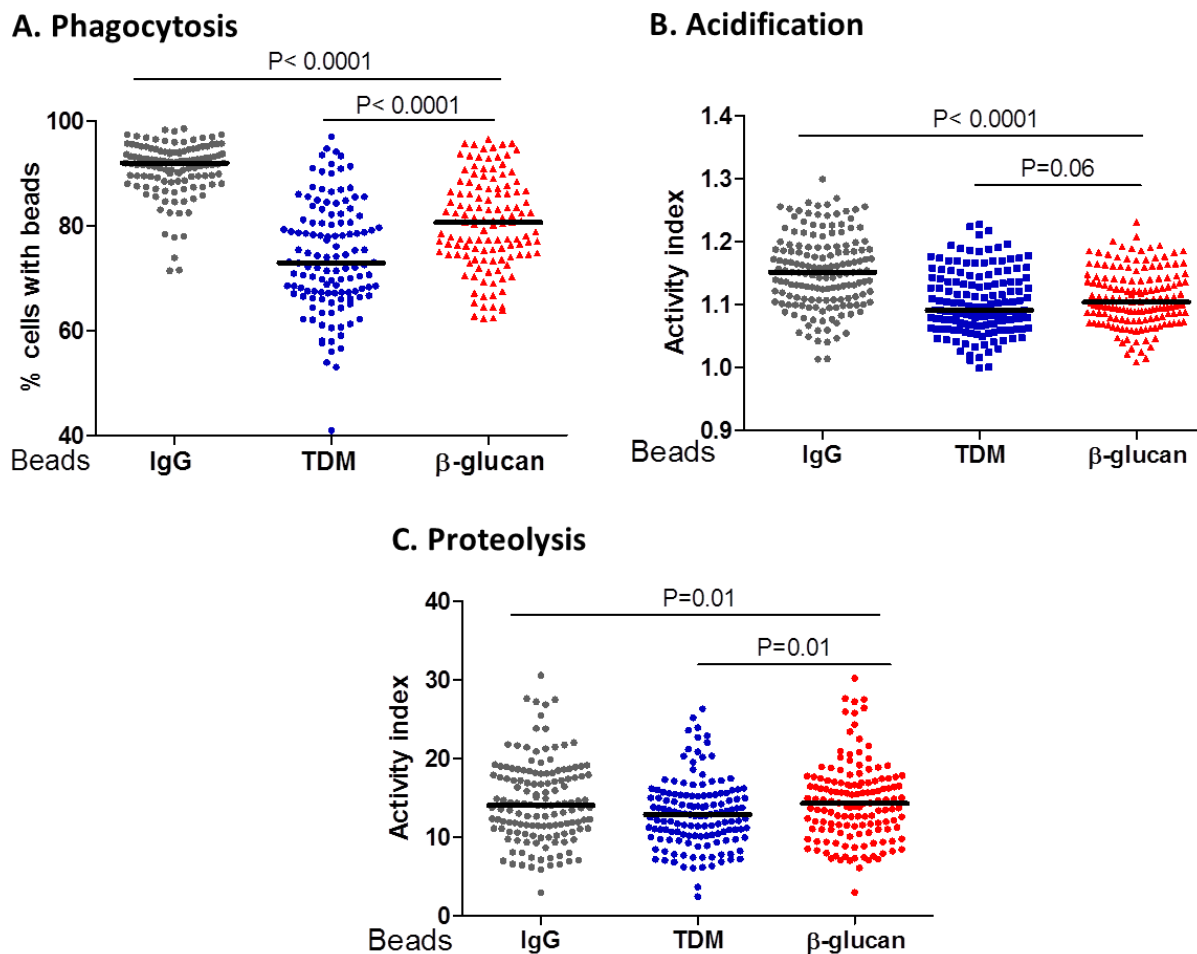 A. Phagocytosis
P< 0.0001
P< 0.0001
% cells with beads
100
80
60
40
Beads IgG TDM β-glucan
B. Acidification
P< 0.0001
P=0.06
Activity index
1.4
1.3
1.2
1.1
1.0
0.9
Beads IgG TDM β-glucan
C. Proteolysis
P=0.01
P=0.01
Activity index
40
30
20
10
0
Beads IgG TDM β-glucan